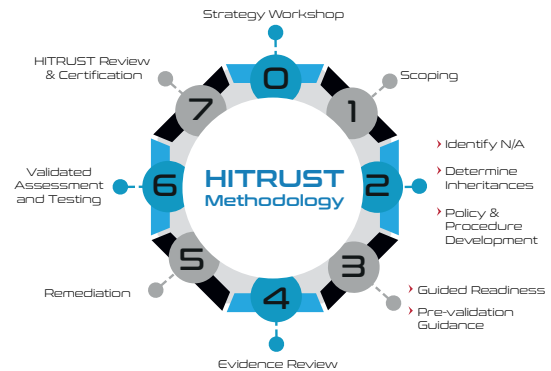 Strategy Workshop
0
HITRUST Review
& Certification
7
1
Scoping
Identify N/A
Determine
Inheritances
Policy &
Procedure
Development
2
HITRUST
Methodology
Validated
Assessment
and Testing
6
5
Remediation
3
Guided Readiness
Pre-validation
Guidance
4
Evidence Review